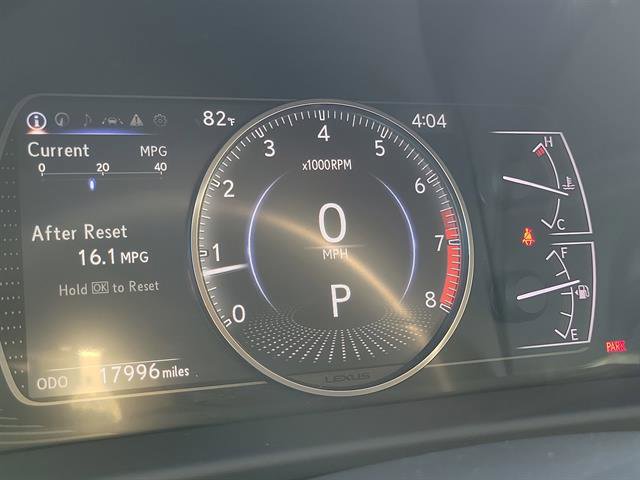 82°F
4:04
Current MPG
0 20 40
After Reset
16.1 MPG
Hold OK to Reset
ODO 17996 miles
0 1 2 3 4 5 6 7 8
x1000RPM
0
MPH
P
LEXUS
H
C
F
E
PARK